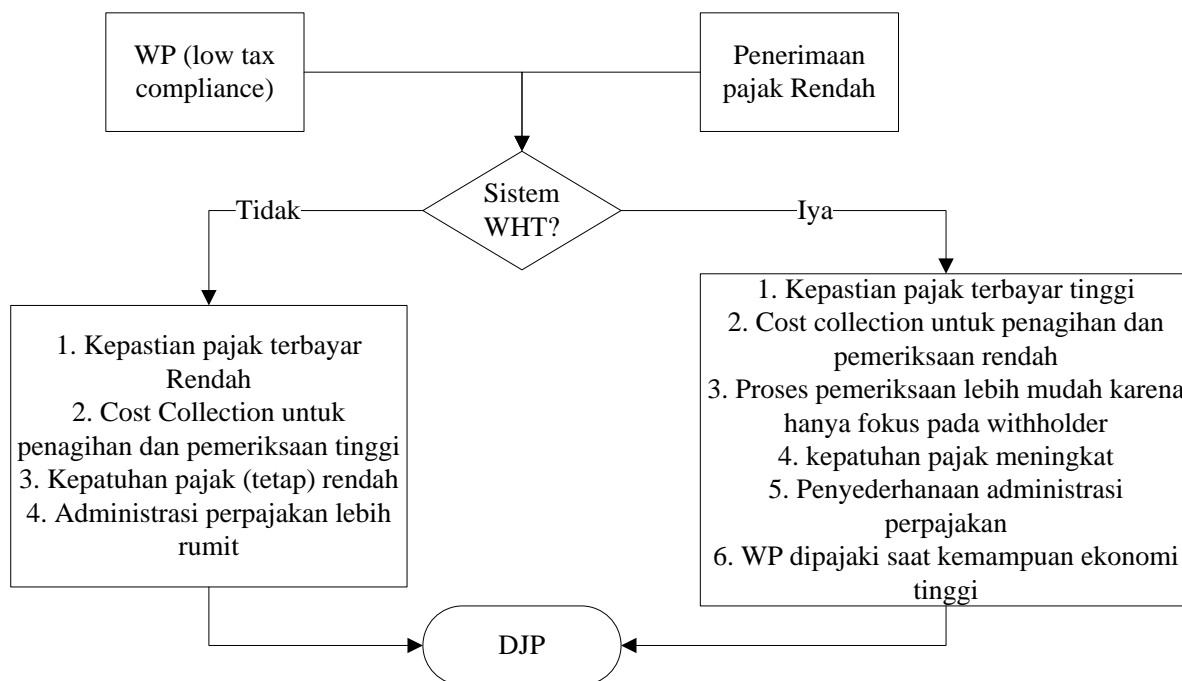 WP (low tax
compliance)
Penerimaan
pajak Rendah
Sistem
WHT?
Tidak
Iya
1. Kepastian pajak terbayar
Rendah
2. Cost Collection untuk
penagihan dan pemeriksaan tinggi
3. Kepatuhan pajak (tetap) rendah
4. Administrasi perpajakan lebih
rumit
1. Kepastian pajak terbayar tinggi
2. Cost collection untuk penagihan dan
pemeriksaan rendah
3. Proses pemeriksaan lebih mudah karena
hanya fokus pada withholder
4. kepatuhan pajak meningkat
5. Penyederhanaan administrasi
perpajakan
6. WP dipajaki saat kemampuan ekonomi
tinggi
DJP